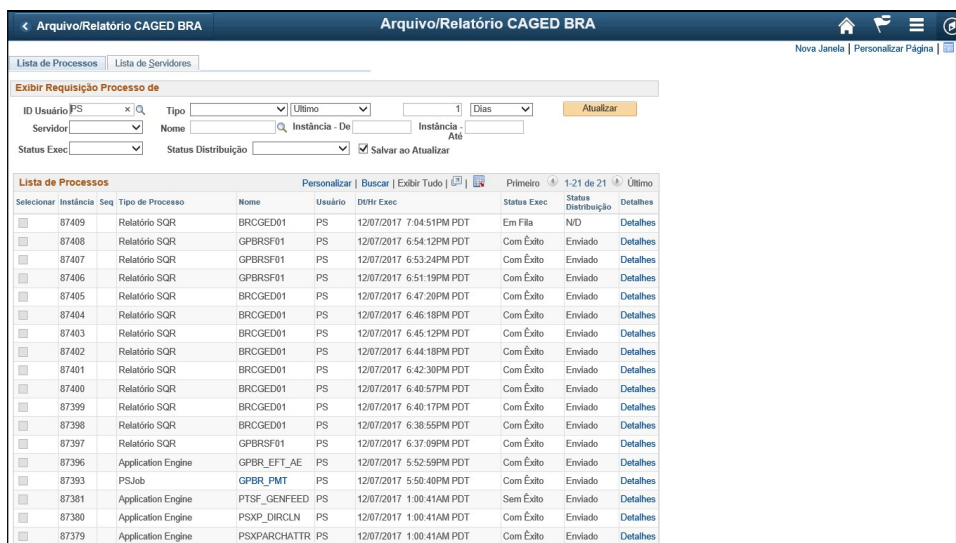 Arquivo/Relatório CAGED BRA
Arquivo/Relatório CAGED BRA
Nova Janela | Personalizar Página |
Lista de Processos
Lista de Servidores
Exibir Requisição Processo de
ID Usuário PS × Tipo Ultimo 1 Dias Atualizar
Servidor Nome Instância - De Instância - Até
Status Exec Status Distribuição Salvar ao Atualizar
Lista de Processos Personalizar | Buscar | Exibir Tudo | | Primeiro 1-21 de 21 Último
Selecionar Instância Seq Tipo de Processo Nome Usuário Dt/Hr Exec Status Exec Status Distribuição Detalhes
87409 Relatório SQR BRCGED01 PS 12/07/2017 7:04:51PM PDT Em Fila N/D Detalhes
87408 Relatório SQR GPBRSF01 PS 12/07/2017 6:54:12PM PDT Com Êxito Enviado Detalhes
87407 Relatório SQR GPBRSF01 PS 12/07/2017 6:53:24PM PDT Com Êxito Enviado Detalhes
87406 Relatório SQR GPBRSF01 PS 12/07/2017 6:51:19PM PDT Com Êxito Enviado Detalhes
87405 Relatório SQR BRCGED01 PS 12/07/2017 6:47:20PM PDT Com Êxito Enviado Detalhes
87404 Relatório SQR BRCGED01 PS 12/07/2017 6:46:18PM PDT Com Êxito Enviado Detalhes
87403 Relatório SQR BRCGED01 PS 12/07/2017 6:45:12PM PDT Com Êxito Enviado Detalhes
87402 Relatório SQR BRCGED01 PS 12/07/2017 6:44:18PM PDT Com Êxito Enviado Detalhes
87401 Relatório SQR BRCGED01 PS 12/07/2017 6:42:30PM PDT Com Êxito Enviado Detalhes
87400 Relatório SQR BRCGED01 PS 12/07/2017 6:40:57PM PDT Com Êxito Enviado Detalhes
87399 Relatório SQR BRCGED01 PS 12/07/2017 6:40:17PM PDT Com Êxito Enviado Detalhes
87398 Relatório SQR BRCGED01 PS 12/07/2017 6:38:55PM PDT Com Êxito Enviado Detalhes
87397 Relatório SQR GPBRSF01 PS 12/07/2017 6:37:09PM PDT Com Êxito Enviado Detalhes
87396 Application Engine GPBR_EFT_AE PS 12/07/2017 5:52:59PM PDT Com Êxito Enviado Detalhes
87393 PSJob GPBR_PMT PS 12/07/2017 5:50:40PM PDT Com Êxito Enviado Detalhes
87381 Application Engine PTSF_GENFEED PS 12/07/2017 1:00:41AM PDT Sem Êxito Enviado Detalhes
87380 Application Engine PSXP_DIRCLN PS 12/07/2017 1:00:41AM PDT Com Êxito Enviado Detalhes
87379 Application Engine PSXPARCHATTR PS 12/07/2017 1:00:41AM PDT Com Êxito Enviado Detalhes